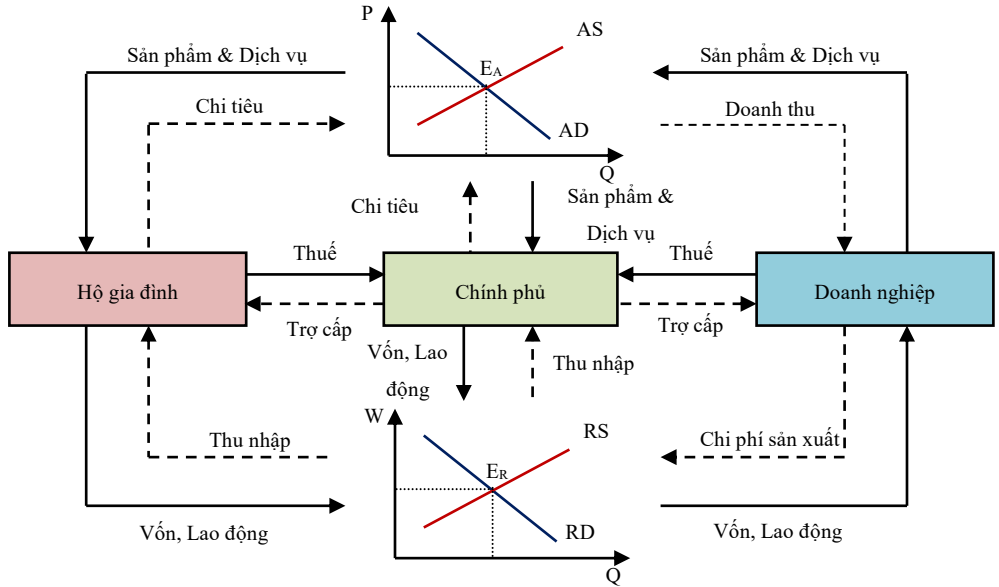 P
AS
Sản phẩm & Dịch vụ
Sản phẩm & Dịch vụ
E_A
Chi tiêu
Doanh thu
AD
Q
Chi tiêu
Sản phẩm &
Dịch vụ
Thuế
Thuế
Hộ gia đình
Chính phủ
Doanh nghiệp
Trợ cấp
Trợ cấp
Vốn, Lao
động
Thu nhập
W
RS
Thu nhập
Chi phí sản xuất
E_R
Vốn, Lao động
RD
Vốn, Lao động
Q